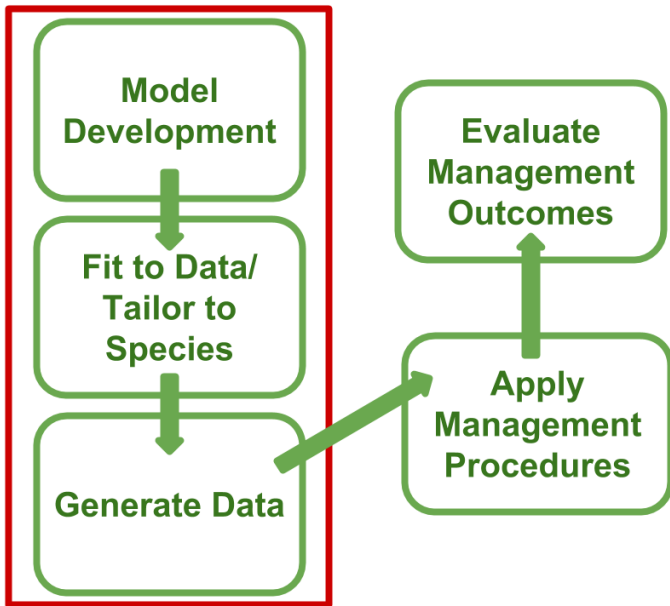 Model
Development
Fit to Data/
Tailor to
Species
Generate Data
Apply
Management
Procedures
Evaluate
Management
Outcomes